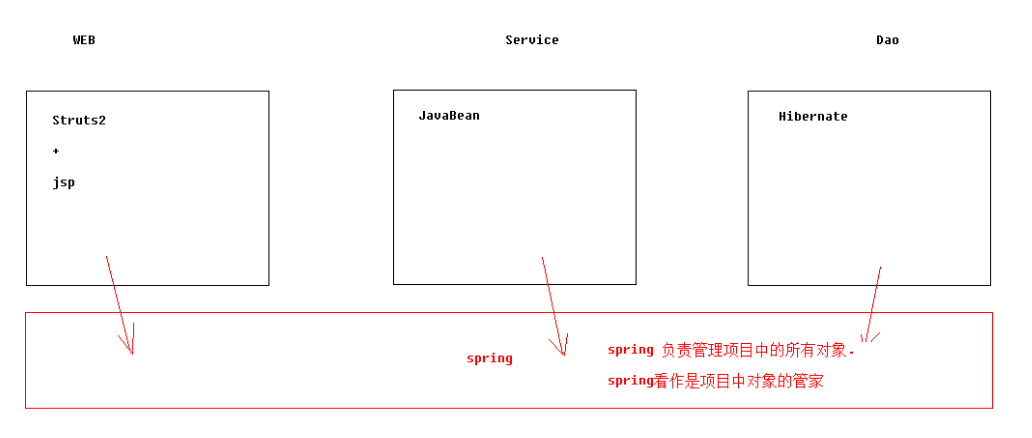 WEB
Service
Dao
Struts2
+
jsp
JavaBean
Hibernate
spring
spring 负责管理项目中的所有对象.
spring看作是项目中对象的管家